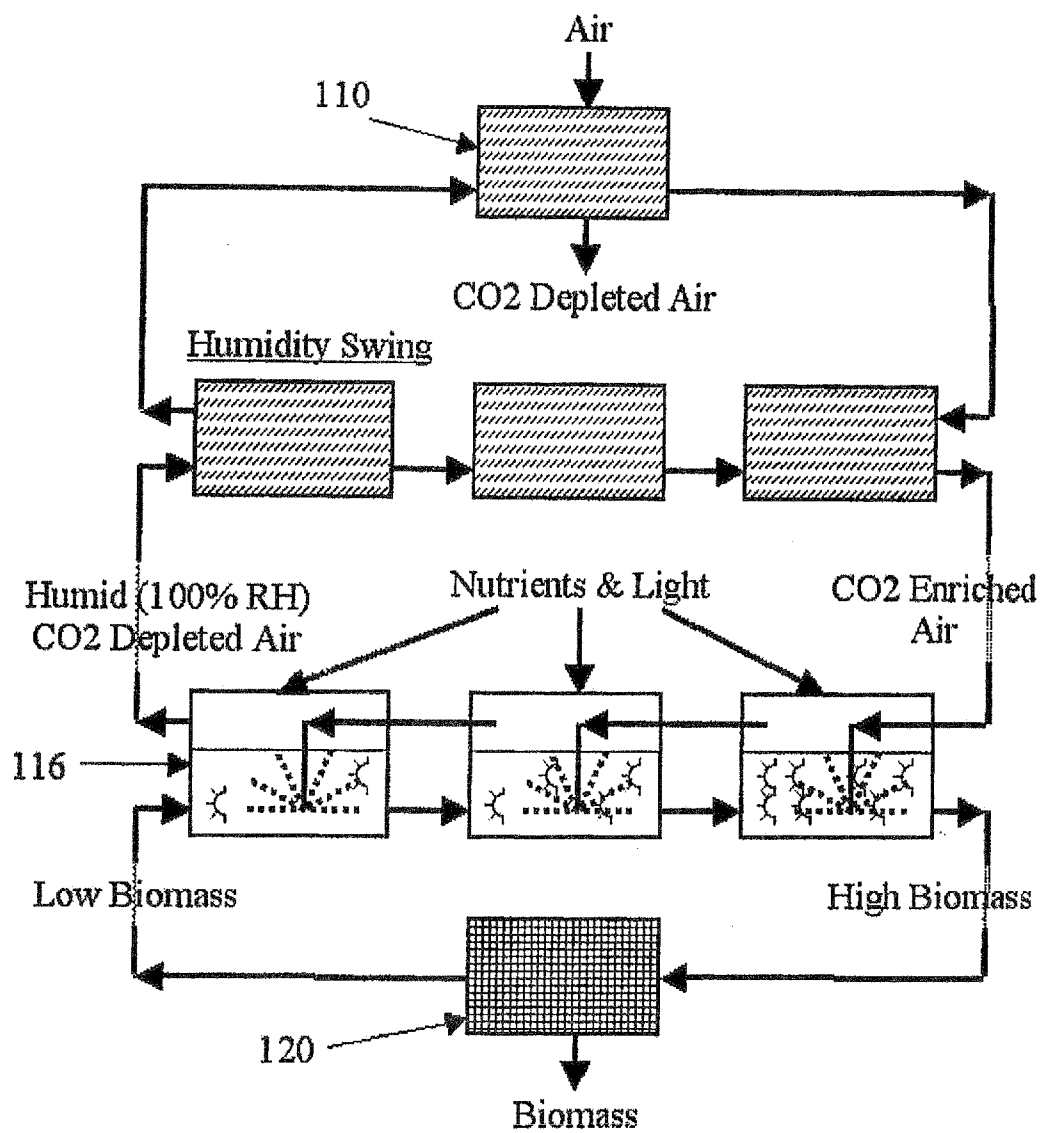 Air
110
CO2 Depleted Air
Humidity Swing
Humid (100% RH)
CO2 Depleted Air
Nutrients & Light
CO2 Enriched
Air
116
Low Biomass
High Biomass
120
Biomass